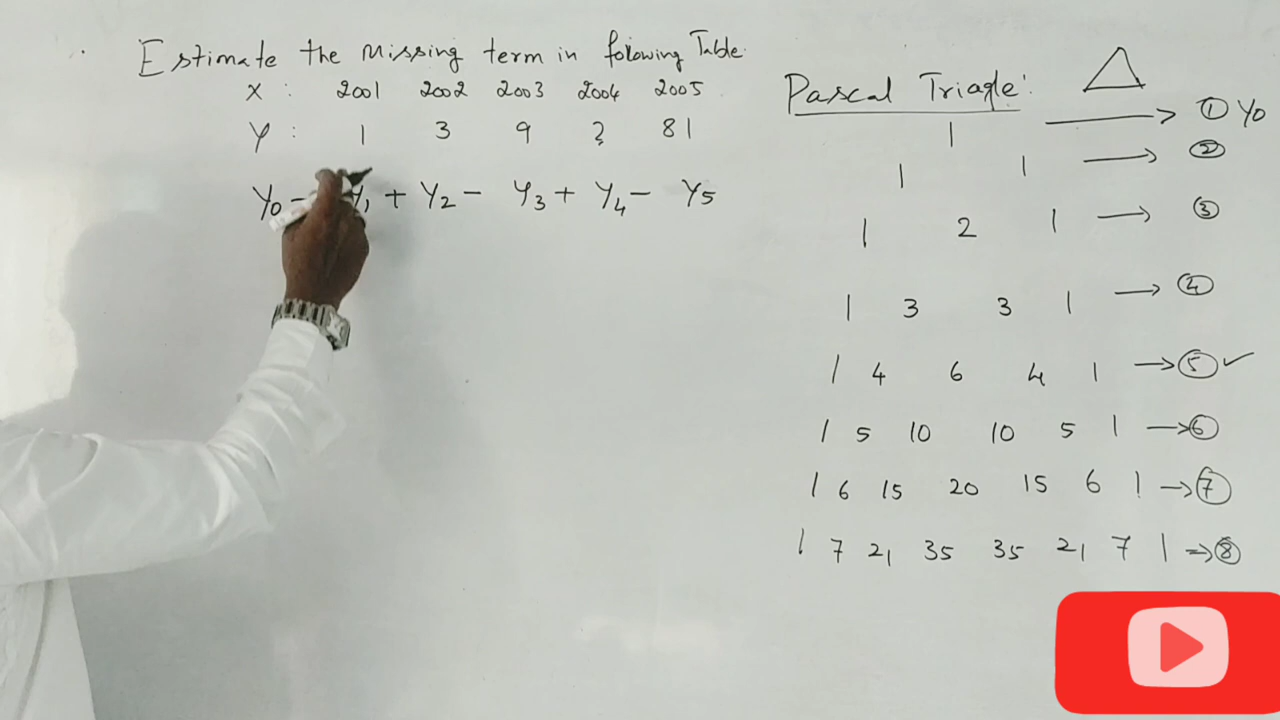 Estimate the Missing term in following Table.
X : 2001 2002 2003 2004 2005
Y : 1 3 9 ? 81
Y0 - Y1 + Y2 - Y3 + Y4 - Y5
Pascal Triagle: △
1 → ① Y0
1 1 → ②
1 2 1 → ③
1 3 3 1 → ④
1 4 6 4 1 → ⑤ ✓
1 5 10 10 5 1 → ⑥
1 6 15 20 15 6 1 → ⑦
1 7 21 35 35 21 7 1 → ⑧